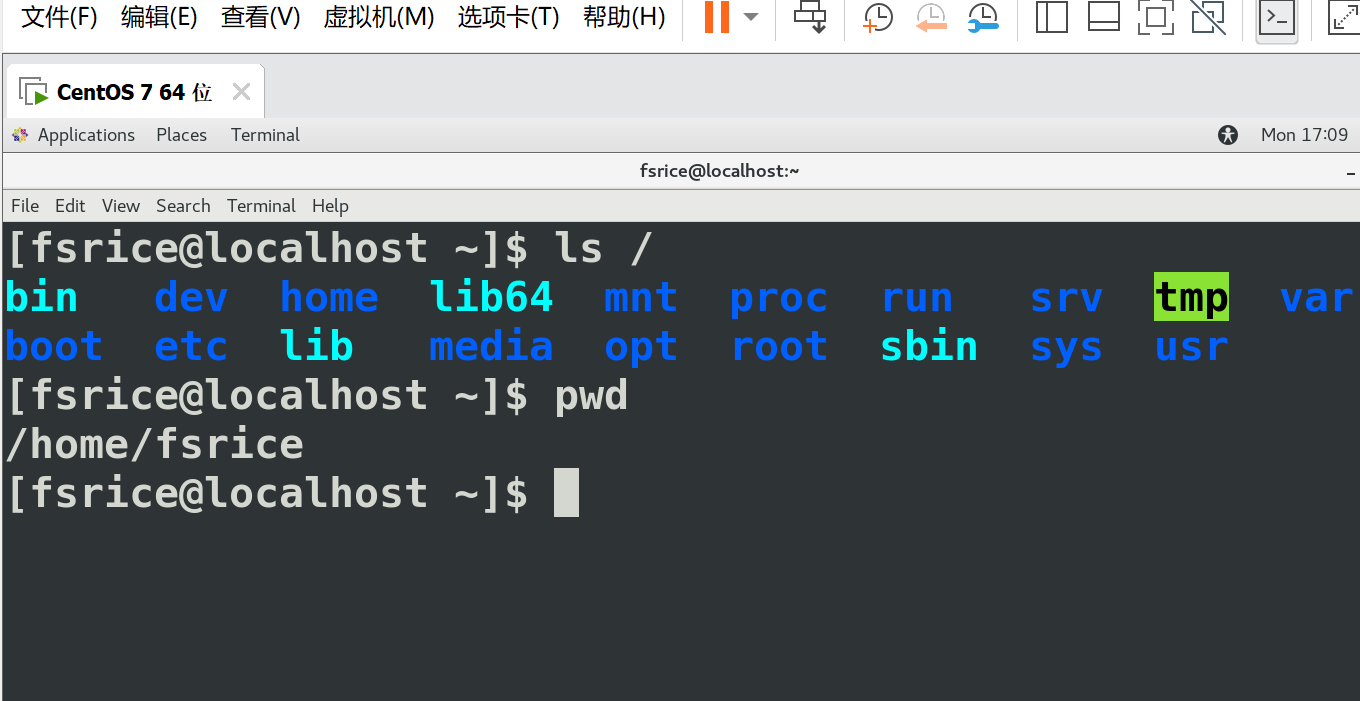 文件(F) 编辑(E) 查看(V) 虚拟机(M) 选项卡(T) 帮助(H)
CentOS 7 64 位
Applications Places Terminal Mon 17:09
fsrice@localhost:~
File Edit View Search Terminal Help
[fsrice@localhost ~]$ ls /
bin dev home lib64 mnt proc run srv tmp var
boot etc lib media opt root sbin sys usr
[fsrice@localhost ~]$ pwd
/home/fsrice
[fsrice@localhost ~]$